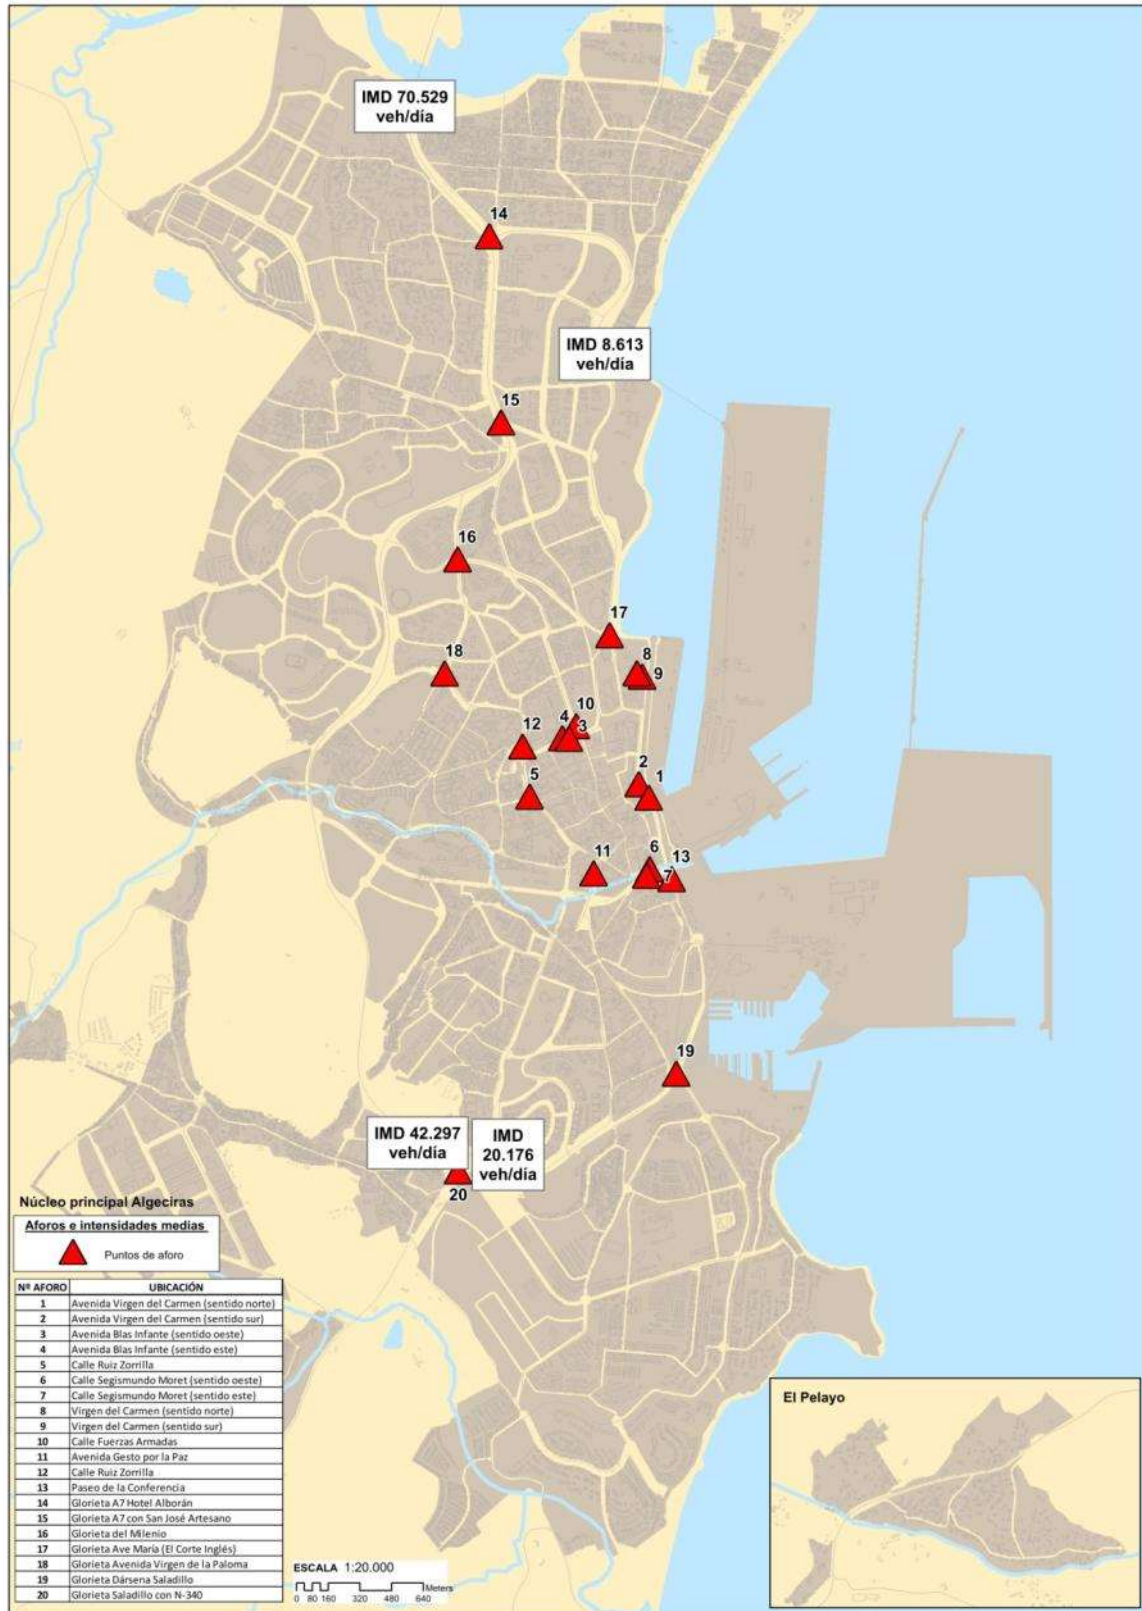 IMD 70.529
veh/día
14
IMD 8.613
veh/día
15
16
17
18
8
9
10
4
3
12
2
1
5
6
13
11
7
19
IMD 42.297
veh/día
IMD
20.176
veh/día
20
Núcleo principal Algeciras
Aforos e intensidades medias
Puntos de aforo
Nº AFORO UBICACIÓN
1 Avenida Virgen del Carmen (sentido norte)
2 Avenida Virgen del Carmen (sentido sur)
3 Avenida Blas Infante (sentido oeste)
4 Avenida Blas Infante (sentido este)
5 Calle Ruiz Zorrilla
6 Calle Segismundo Moret (sentido oeste)
7 Calle Segismundo Moret (sentido este)
8 Virgen del Carmen (sentido norte)
9 Virgen del Carmen (sentido sur)
10 Calle Fuerzas Armadas
11 Avenida Gesto por la Paz
12 Calle Ruiz Zorrilla
13 Paseo de la Conferencia
14 Glorieta A7 Hotel Alborán
15 Glorieta A7 con San José Artesano
16 Glorieta del Milenio
17 Glorieta Ave María (El Corte Inglés)
18 Glorieta Avenida Virgen de la Paloma
19 Glorieta Dársena Saladillo
20 Glorieta Saladillo con N-340
ESCALA 1:20.000
Meters
0 80 160 320 480 640
El Pelayo